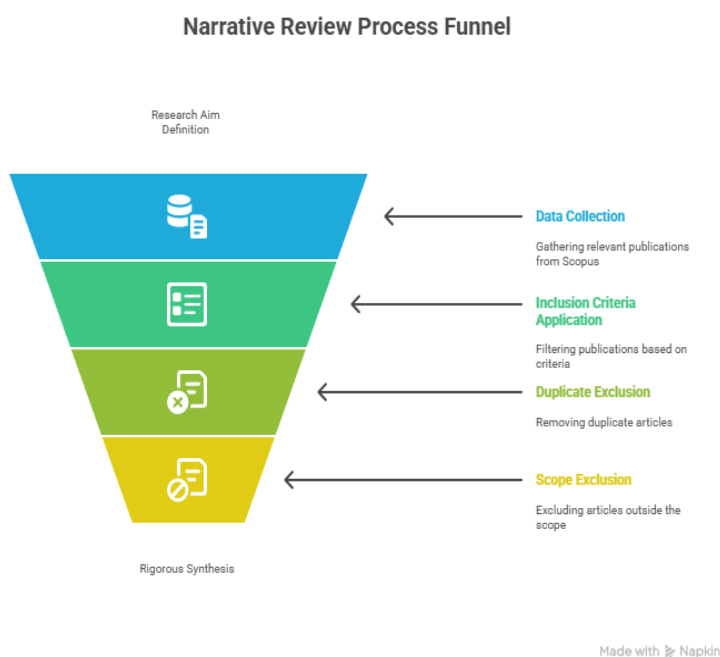 Narrative Review Process Funnel
Research Aim
Definition
Data Collection
Gathering relevant publications
from Scopus
Inclusion Criteria
Application
Filtering publications based on
criteria
Duplicate Exclusion
Removing duplicate articles
Scope Exclusion
Excluding articles outside the
scope
Rigorous Synthesis
Made with Napkin